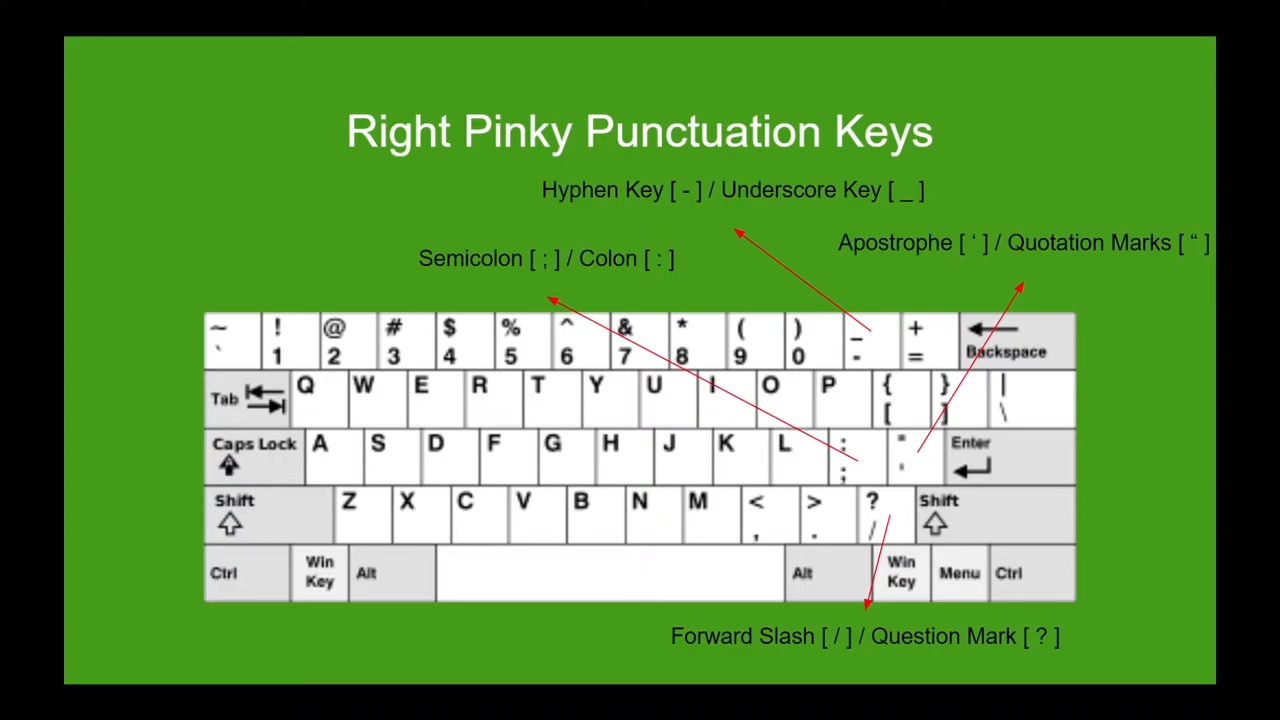 Right Pinky Punctuation Keys
Hyphen Key [ - ] / Underscore Key [ _ ]
Apostrophe [ ‘ ] / Quotation Marks [ “ ]
Semicolon [ ; ] / Colon [ : ]
~ ! @ # $ % ^ & * ( ) _ +
` 1 2 3 4 5 6 7 8 9 0 - = Backspace
Tab Q W E R T Y U I O P { } |
[ ] \
Caps Lock A S D F G H J K L : " Enter
; '
Shift Z X C V B N M < > ? Shift
, . /
Ctrl Win Key Alt Alt Win Key Menu Ctrl
Forward Slash [ / ] / Question Mark [ ? ]